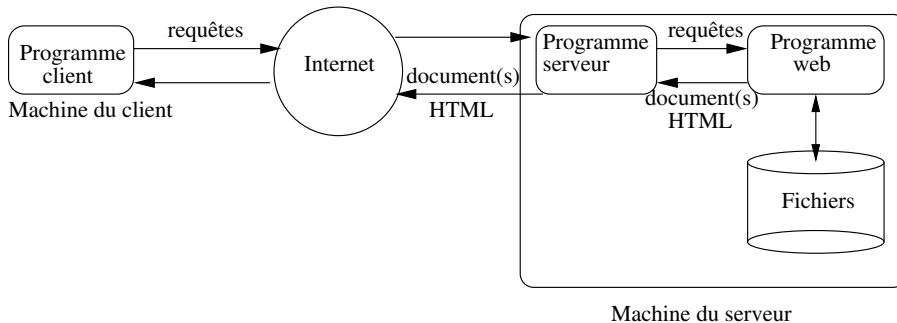 requêtes
Programme
client
Machine du client
Internet
document(s)
HTML
Programme
serveur
requêtes
document(s)
HTML
Programme
web
Fichiers
Machine du serveur